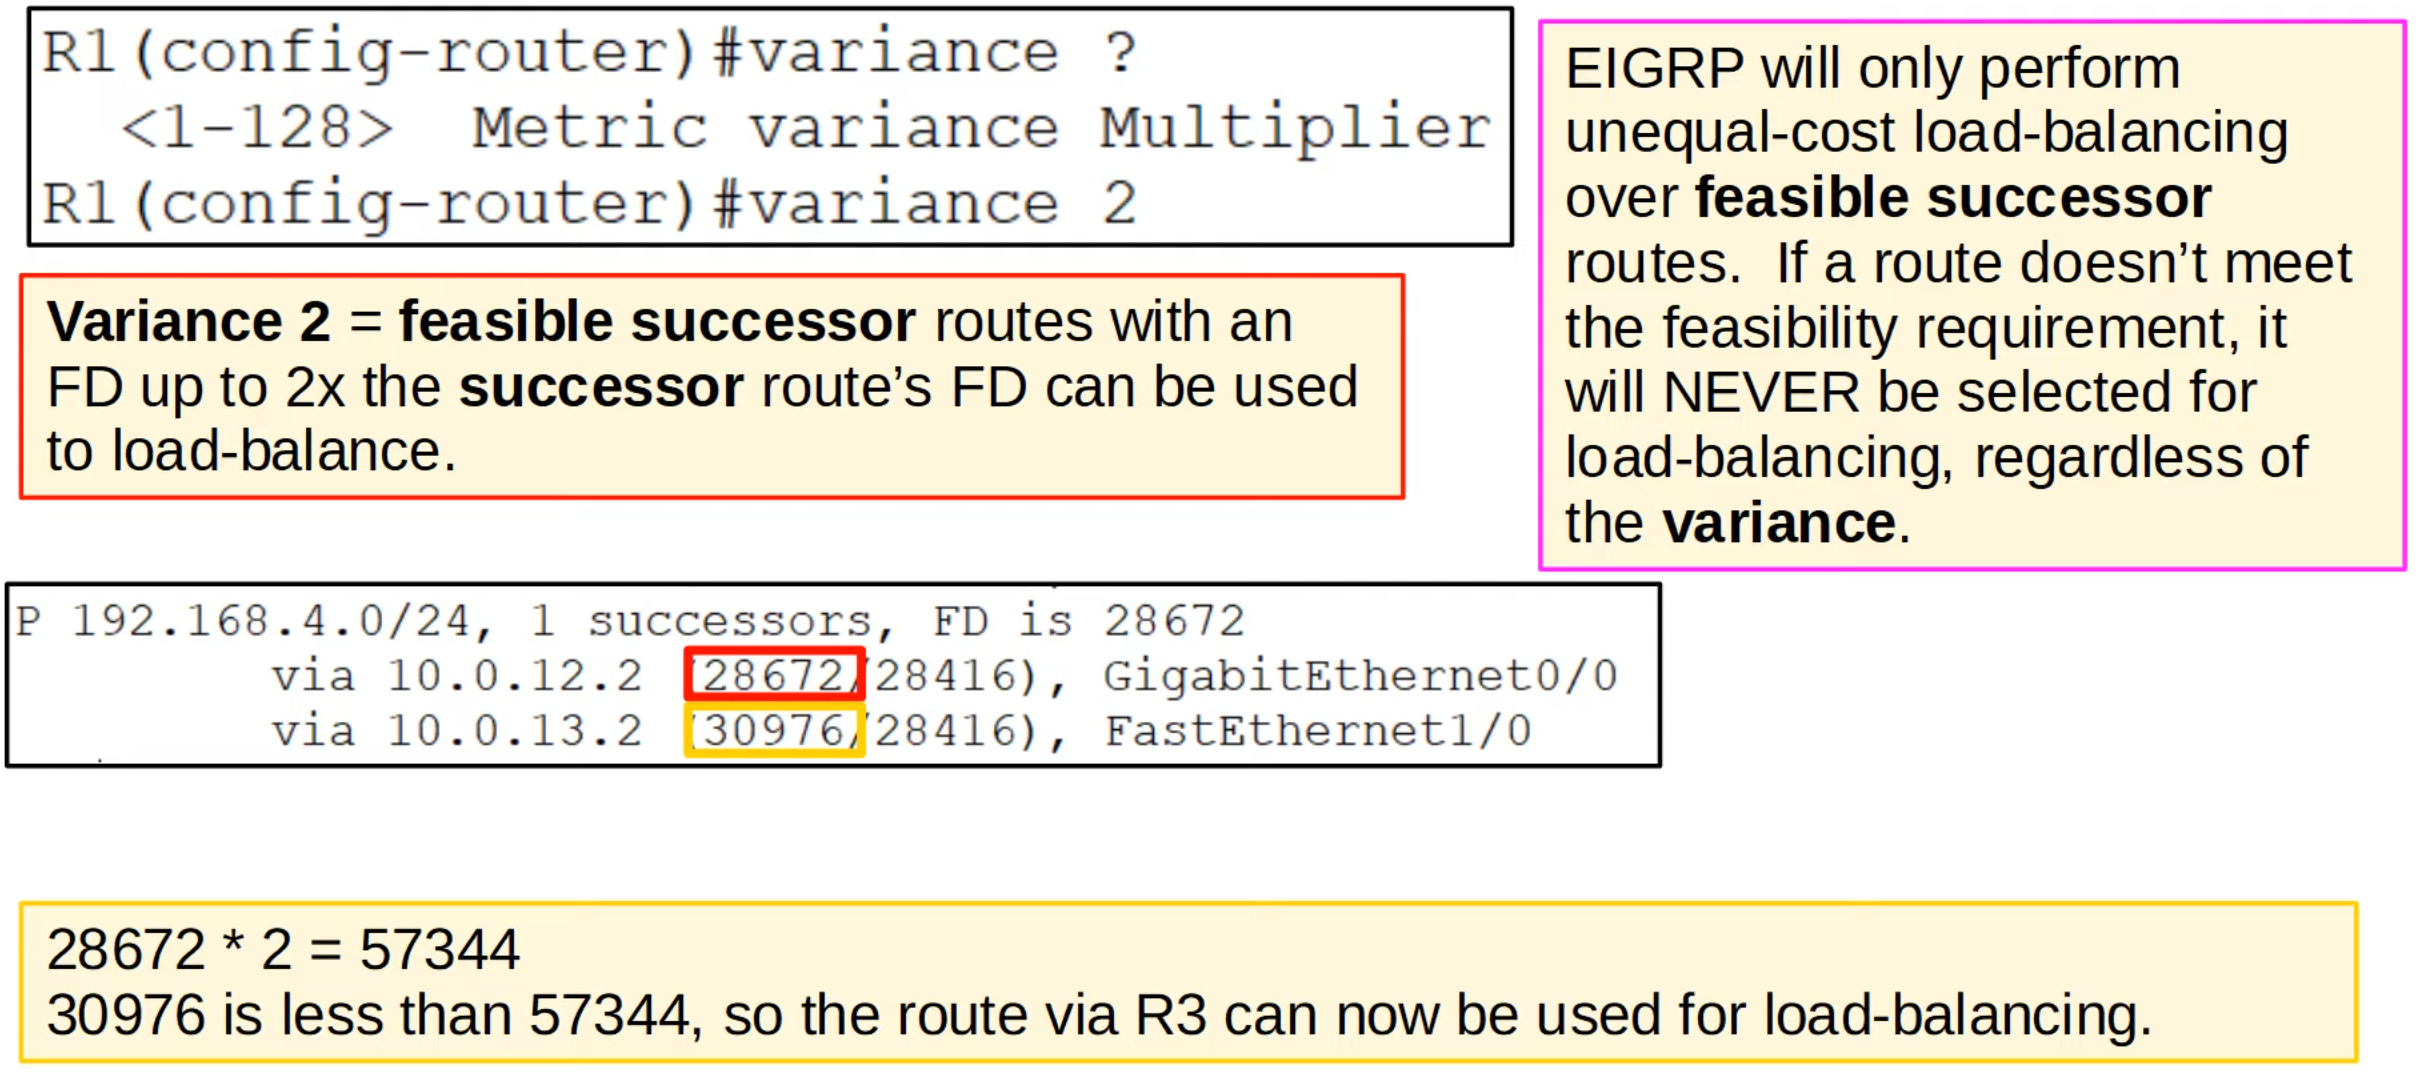 R1(config-router)#variance ?
<1-128>  Metric variance Multiplier
R1(config-router)#variance 2
EIGRP will only perform
unequal-cost load-balancing
over feasible successor
routes.  If a route doesn’t meet
the feasibility requirement, it
will NEVER be selected for
load-balancing, regardless of
the variance.
Variance 2 = feasible successor routes with an
FD up to 2x the successor route’s FD can be used
to load-balance.
P 192.168.4.0/24, 1 successors, FD is 28672
via 10.0.12.2 (28672/28416), GigabitEthernet0/0
via 10.0.13.2 (30976/28416), FastEthernet1/0
28672 * 2 = 57344
30976 is less than 57344, so the route via R3 can now be used for load-balancing.